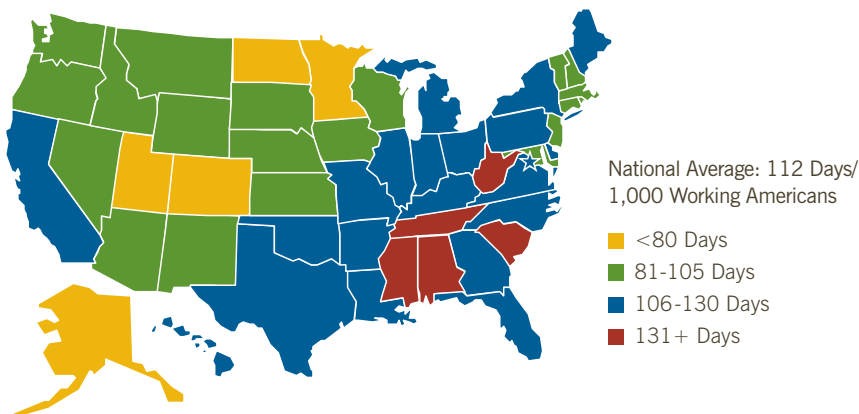 National Average: 112 Days/
1,000 Working Americans
<80 Days
81-105 Days
106-130 Days
131+ Days